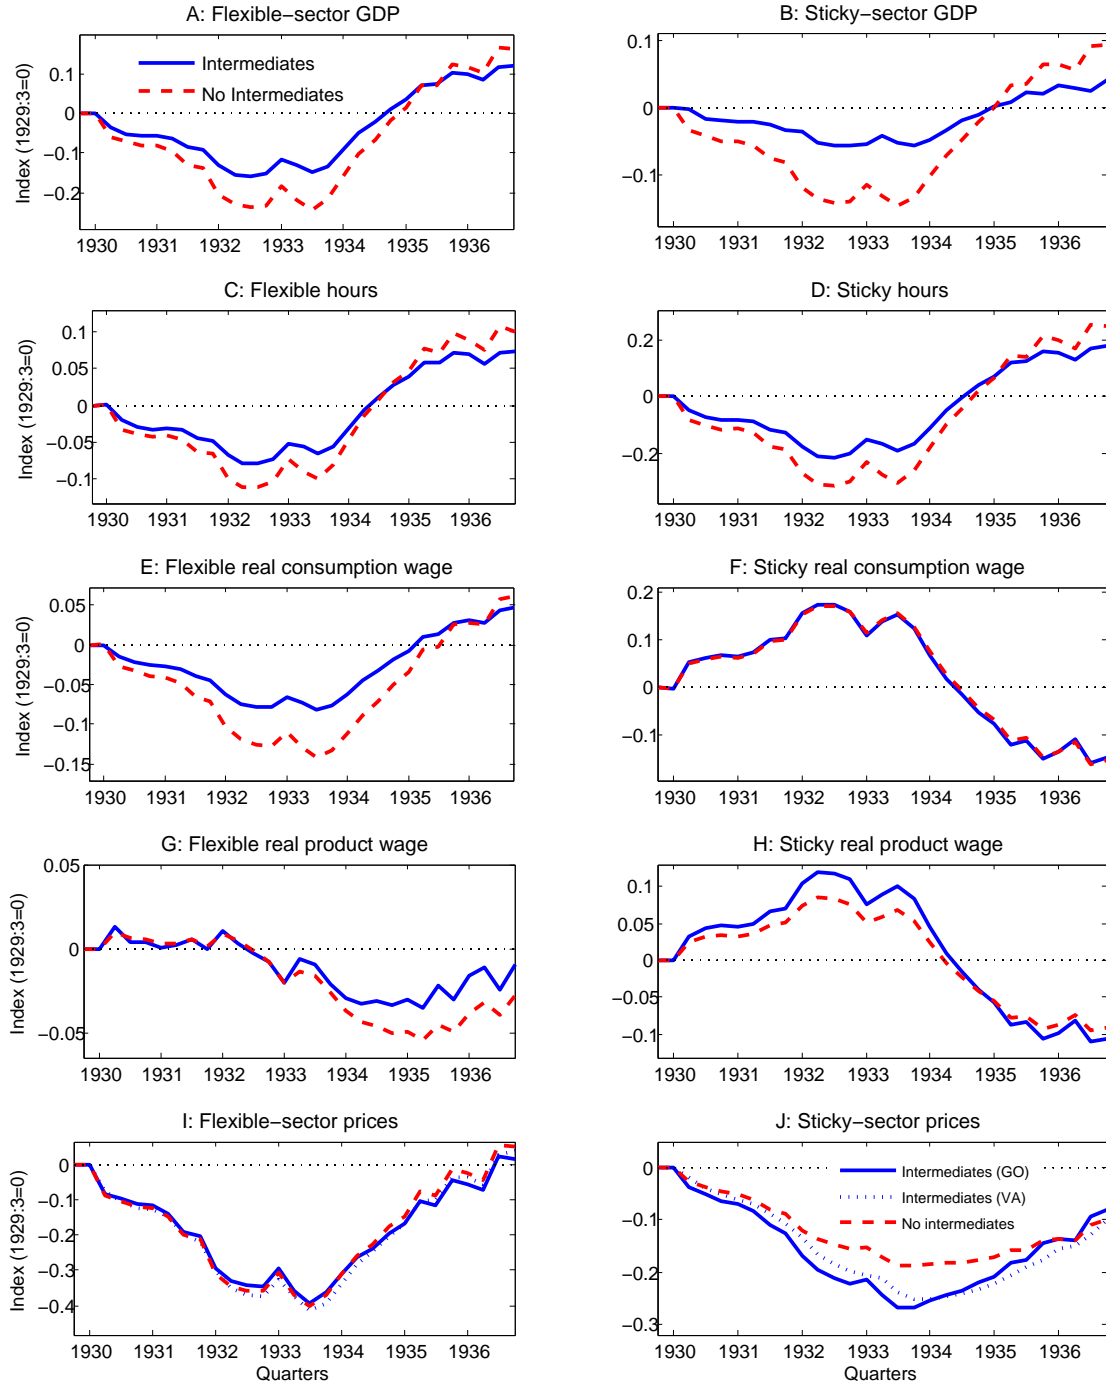 A: Flexible−sector GDP
Index (1929:3=0)
0.1
0
−0.1
−0.2
Intermediates
No Intermediates
1930 1931 1932 1933 1934 1935 1936
B: Sticky−sector GDP
0.1
0
−0.1
1930 1931 1932 1933 1934 1935 1936
C: Flexible hours
Index (1929:3=0)
0.1
0.05
0
−0.05
−0.1
1930 1931 1932 1933 1934 1935 1936
D: Sticky hours
0.2
0
−0.2
1930 1931 1932 1933 1934 1935 1936
E: Flexible real consumption wage
Index (1929:3=0)
0.05
0
−0.05
−0.1
−0.15
1930 1931 1932 1933 1934 1935 1936
F: Sticky real consumption wage
0.2
0.1
0
−0.1
1930 1931 1932 1933 1934 1935 1936
G: Flexible real product wage
Index (1929:3=0)
0.05
0
−0.05
1930 1931 1932 1933 1934 1935 1936
H: Sticky real product wage
0.1
0.05
0
−0.05
−0.1
1930 1931 1932 1933 1934 1935 1936
I: Flexible−sector prices
Index (1929:3=0)
0
−0.1
−0.2
−0.3
−0.4
1930 1931 1932 1933 1934 1935 1936
Quarters
J: Sticky−sector prices
0
−0.1
−0.2
−0.3
Intermediates (GO)
Intermediates (VA)
No intermediates
1930 1931 1932 1933 1934 1935 1936
Quarters